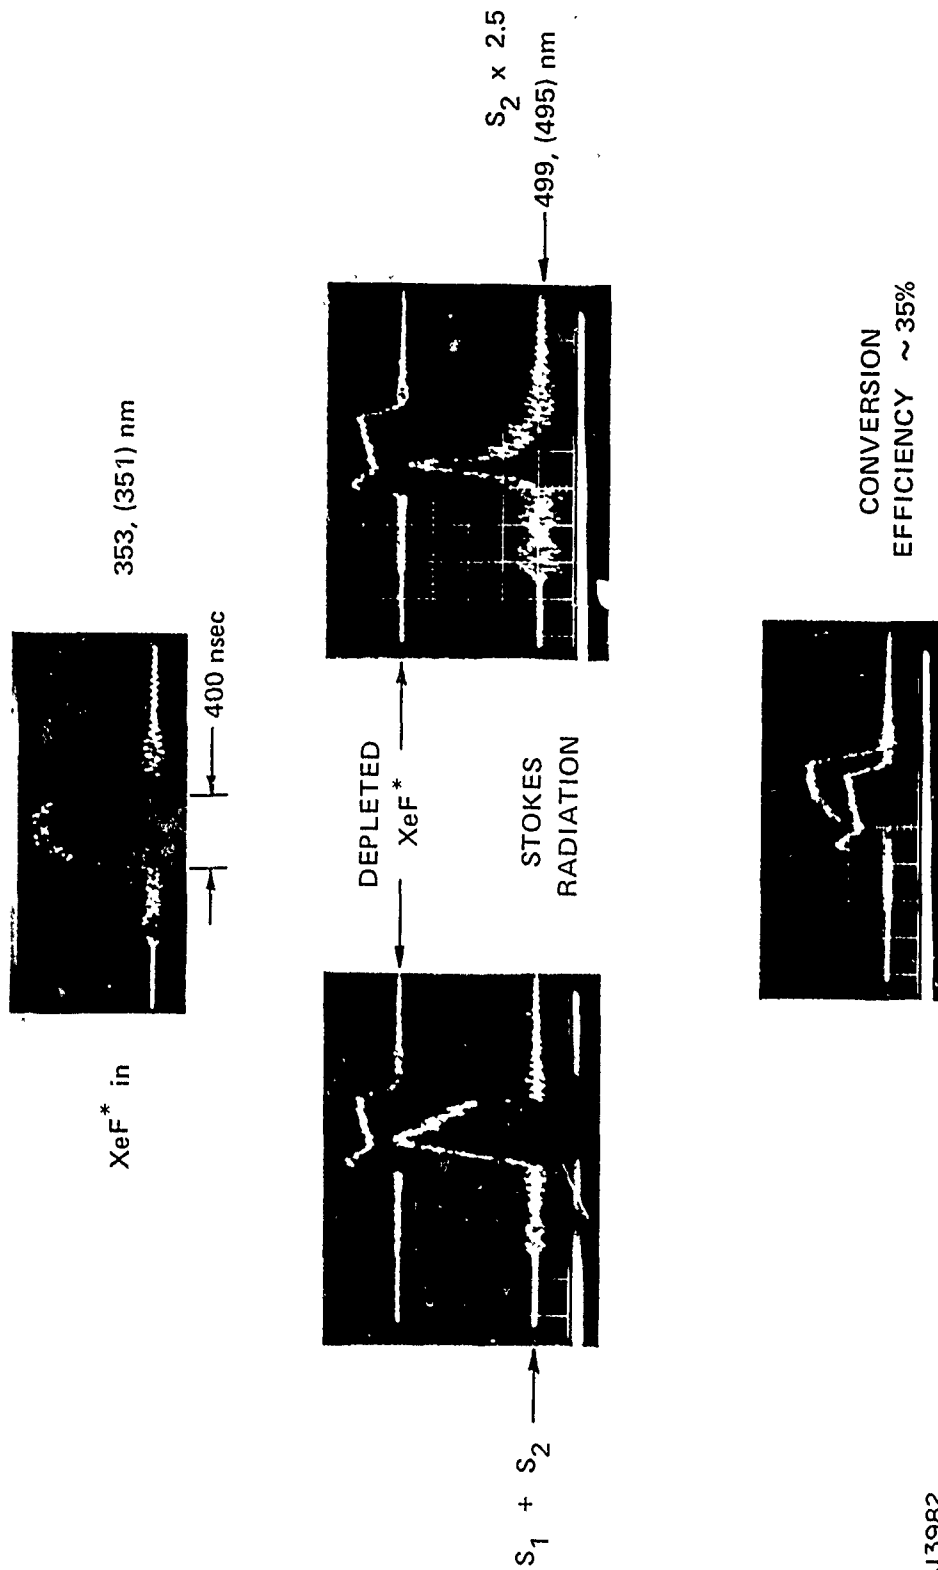 XeF* in
353, (351) nm
400 nsec
DEPLETED
XeF*
S1 + S2
STOKES
RADIATION
S2 x 2.5
499, (495) nm
CONVERSION
EFFICIENCY ~35%
J3982